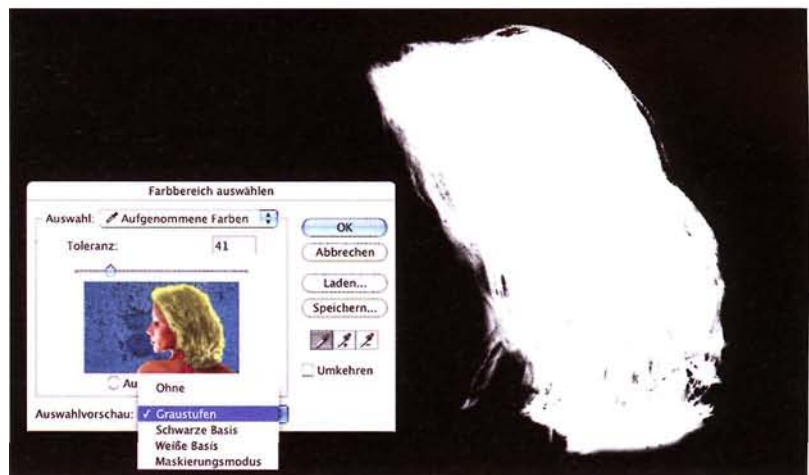 Farbbereich auswählen
Auswahl: Aufgenommene Farben
Toleranz: 41
OK
Abbrechen
Laden...
Speichern...
Umkehren
Au
Ohne
Auswahlvorschau: ✓ Graustufen
Schwarze Basis
Weiße Basis
Maskierungsmodus